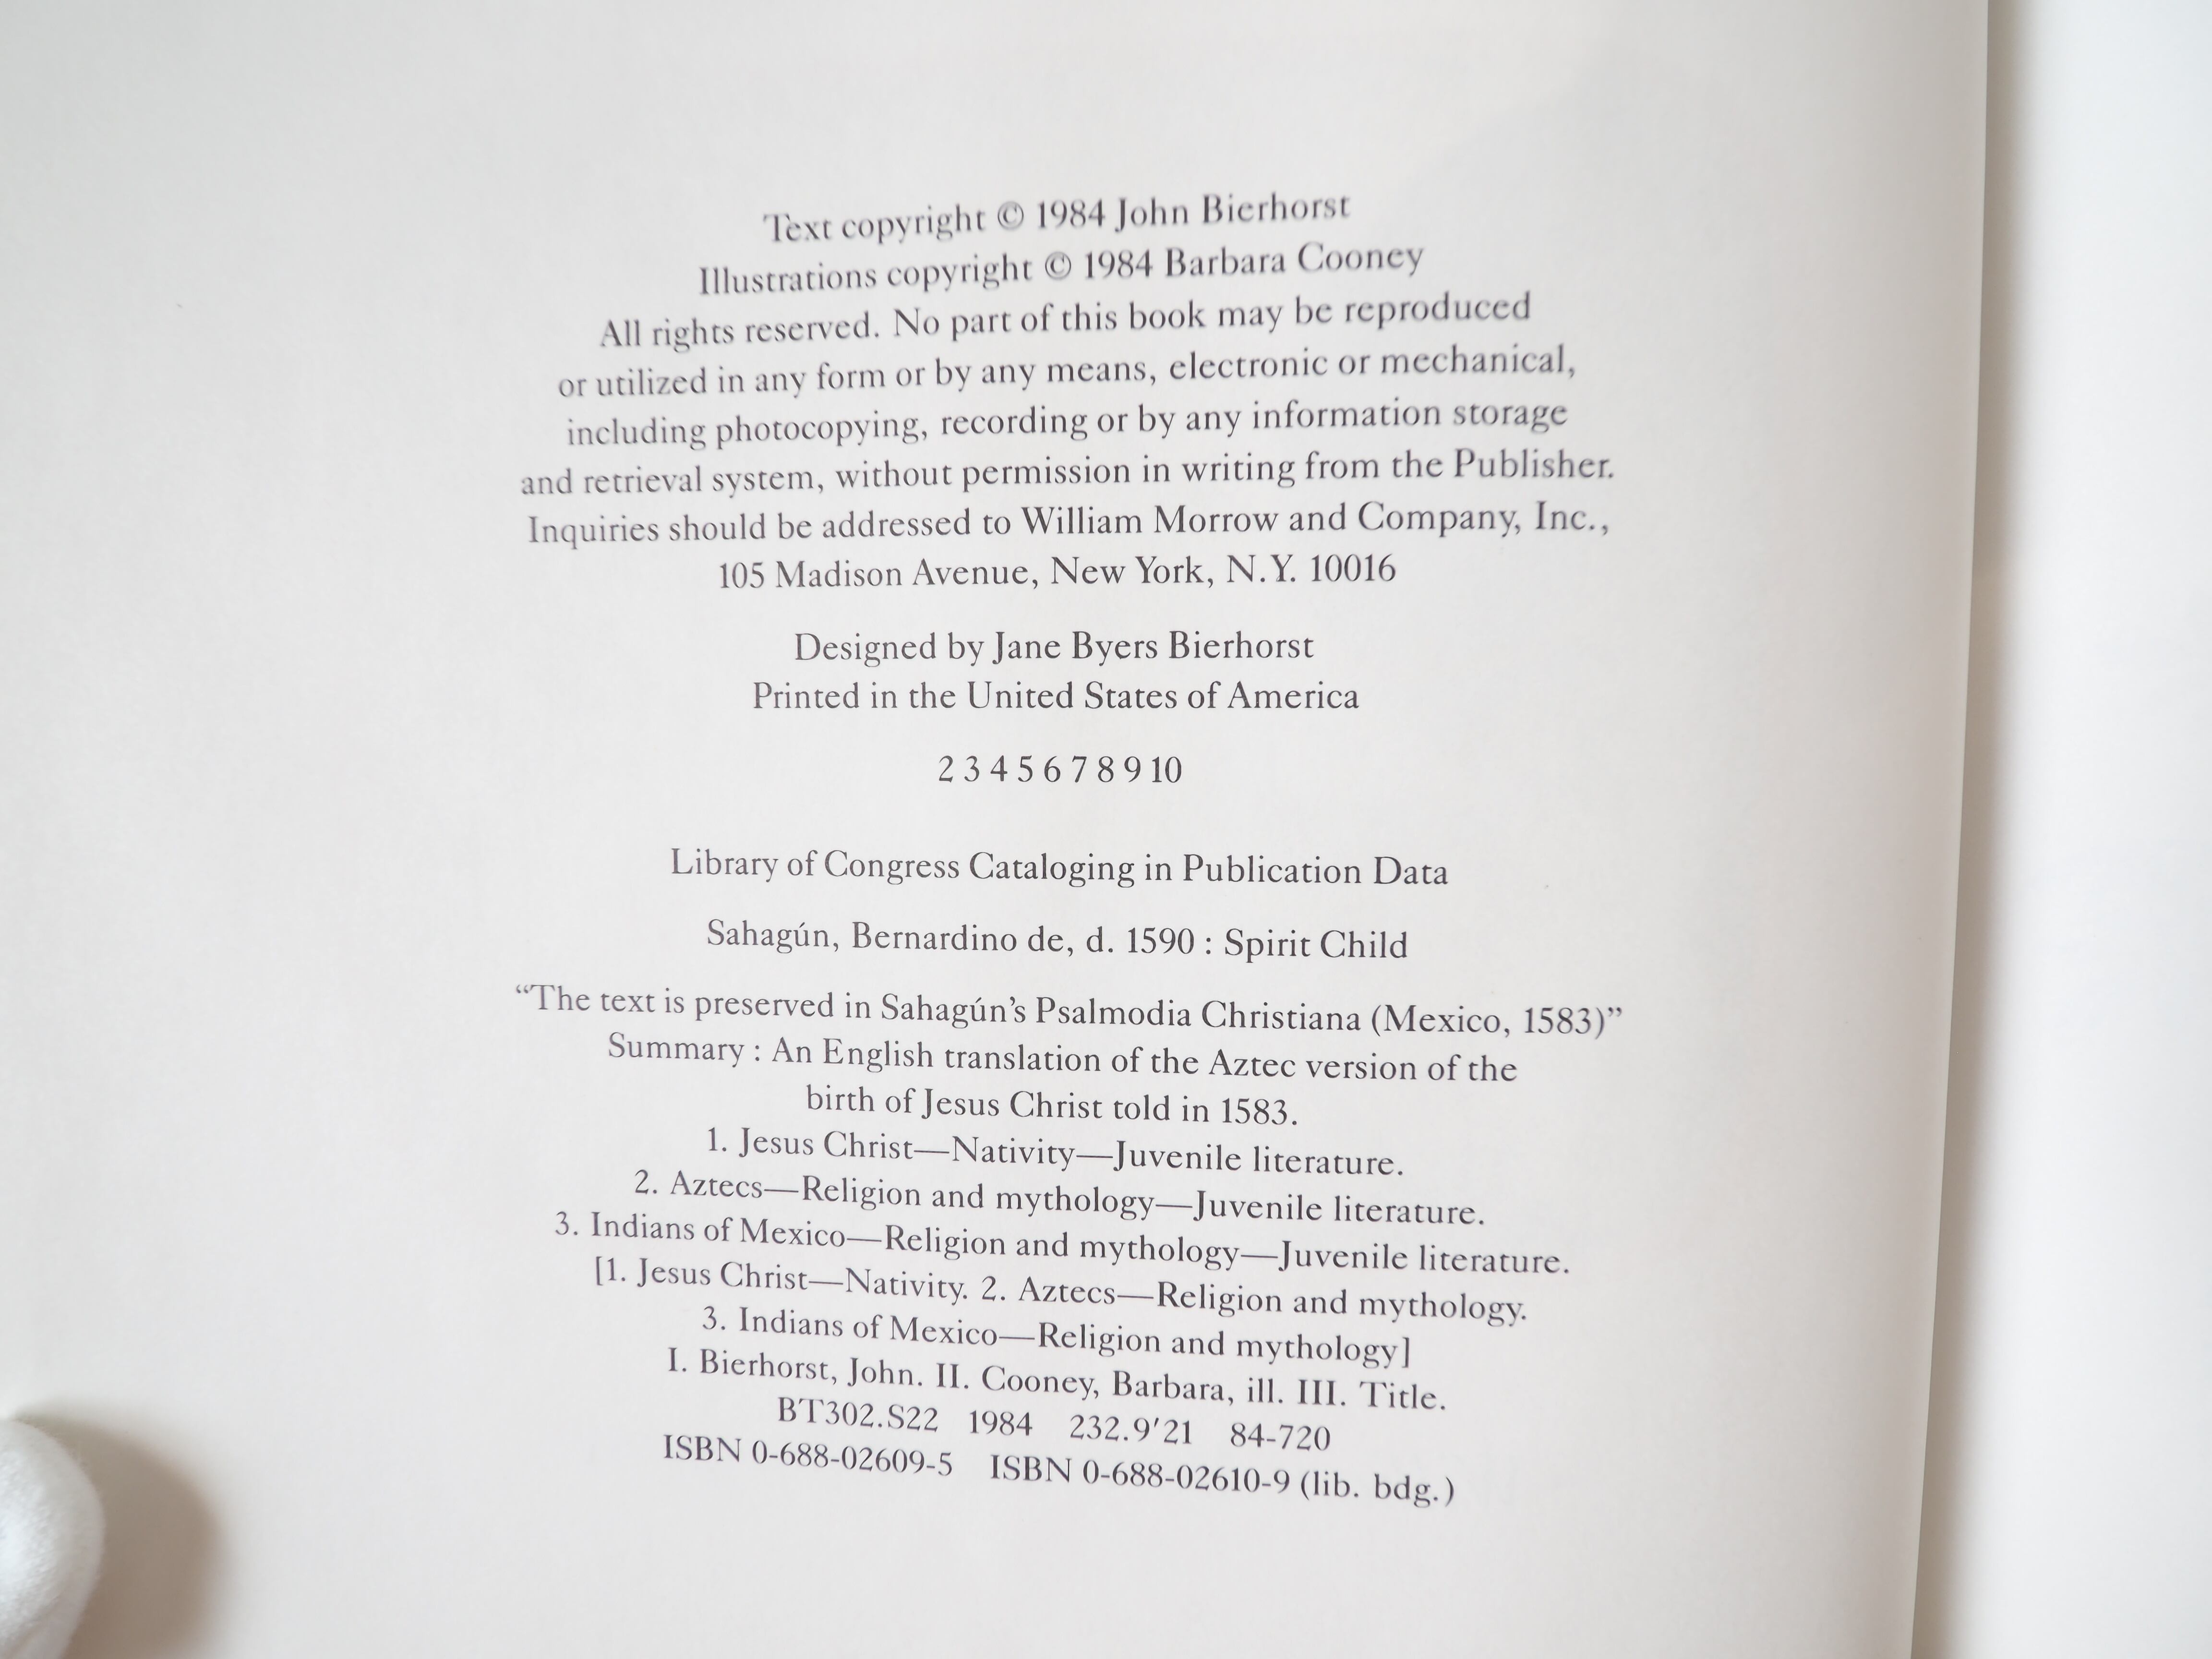 Text copyright © 1984 John Bierhorst
Illustrations copyright © 1984 Barbara Cooney
All rights reserved. No part of this book may be reproduced
or utilized in any form or by any means, electronic or mechanical,
including photocopying, recording or by any information storage
and retrieval system, without permission in writing from the Publisher.
Inquiries should be addressed to William Morrow and Company, Inc.,
105 Madison Avenue, New York, N.Y. 10016
Designed by Jane Byers Bierhorst
Printed in the United States of America
2 3 4 5 6 7 8 9 10
Library of Congress Cataloging in Publication Data
Sahagún, Bernardino de, d. 1590 : Spirit Child
“The text is preserved in Sahagún’s Psalmodia Christiana (Mexico, 1583)”
Summary : An English translation of the Aztec version of the
birth of Jesus Christ told in 1583.
1. Jesus Christ—Nativity—Juvenile literature.
2. Aztecs—Religion and mythology—Juvenile literature.
3. Indians of Mexico—Religion and mythology—Juvenile literature.
[1. Jesus Christ—Nativity. 2. Aztecs—Religion and mythology.
3. Indians of Mexico—Religion and mythology]
I. Bierhorst, John. II. Cooney, Barbara, ill. III. Title.
BT302.S22 1984 232.9′21 84-720
ISBN 0-688-02609-5 ISBN 0-688-02610-9 (lib. bdg.)